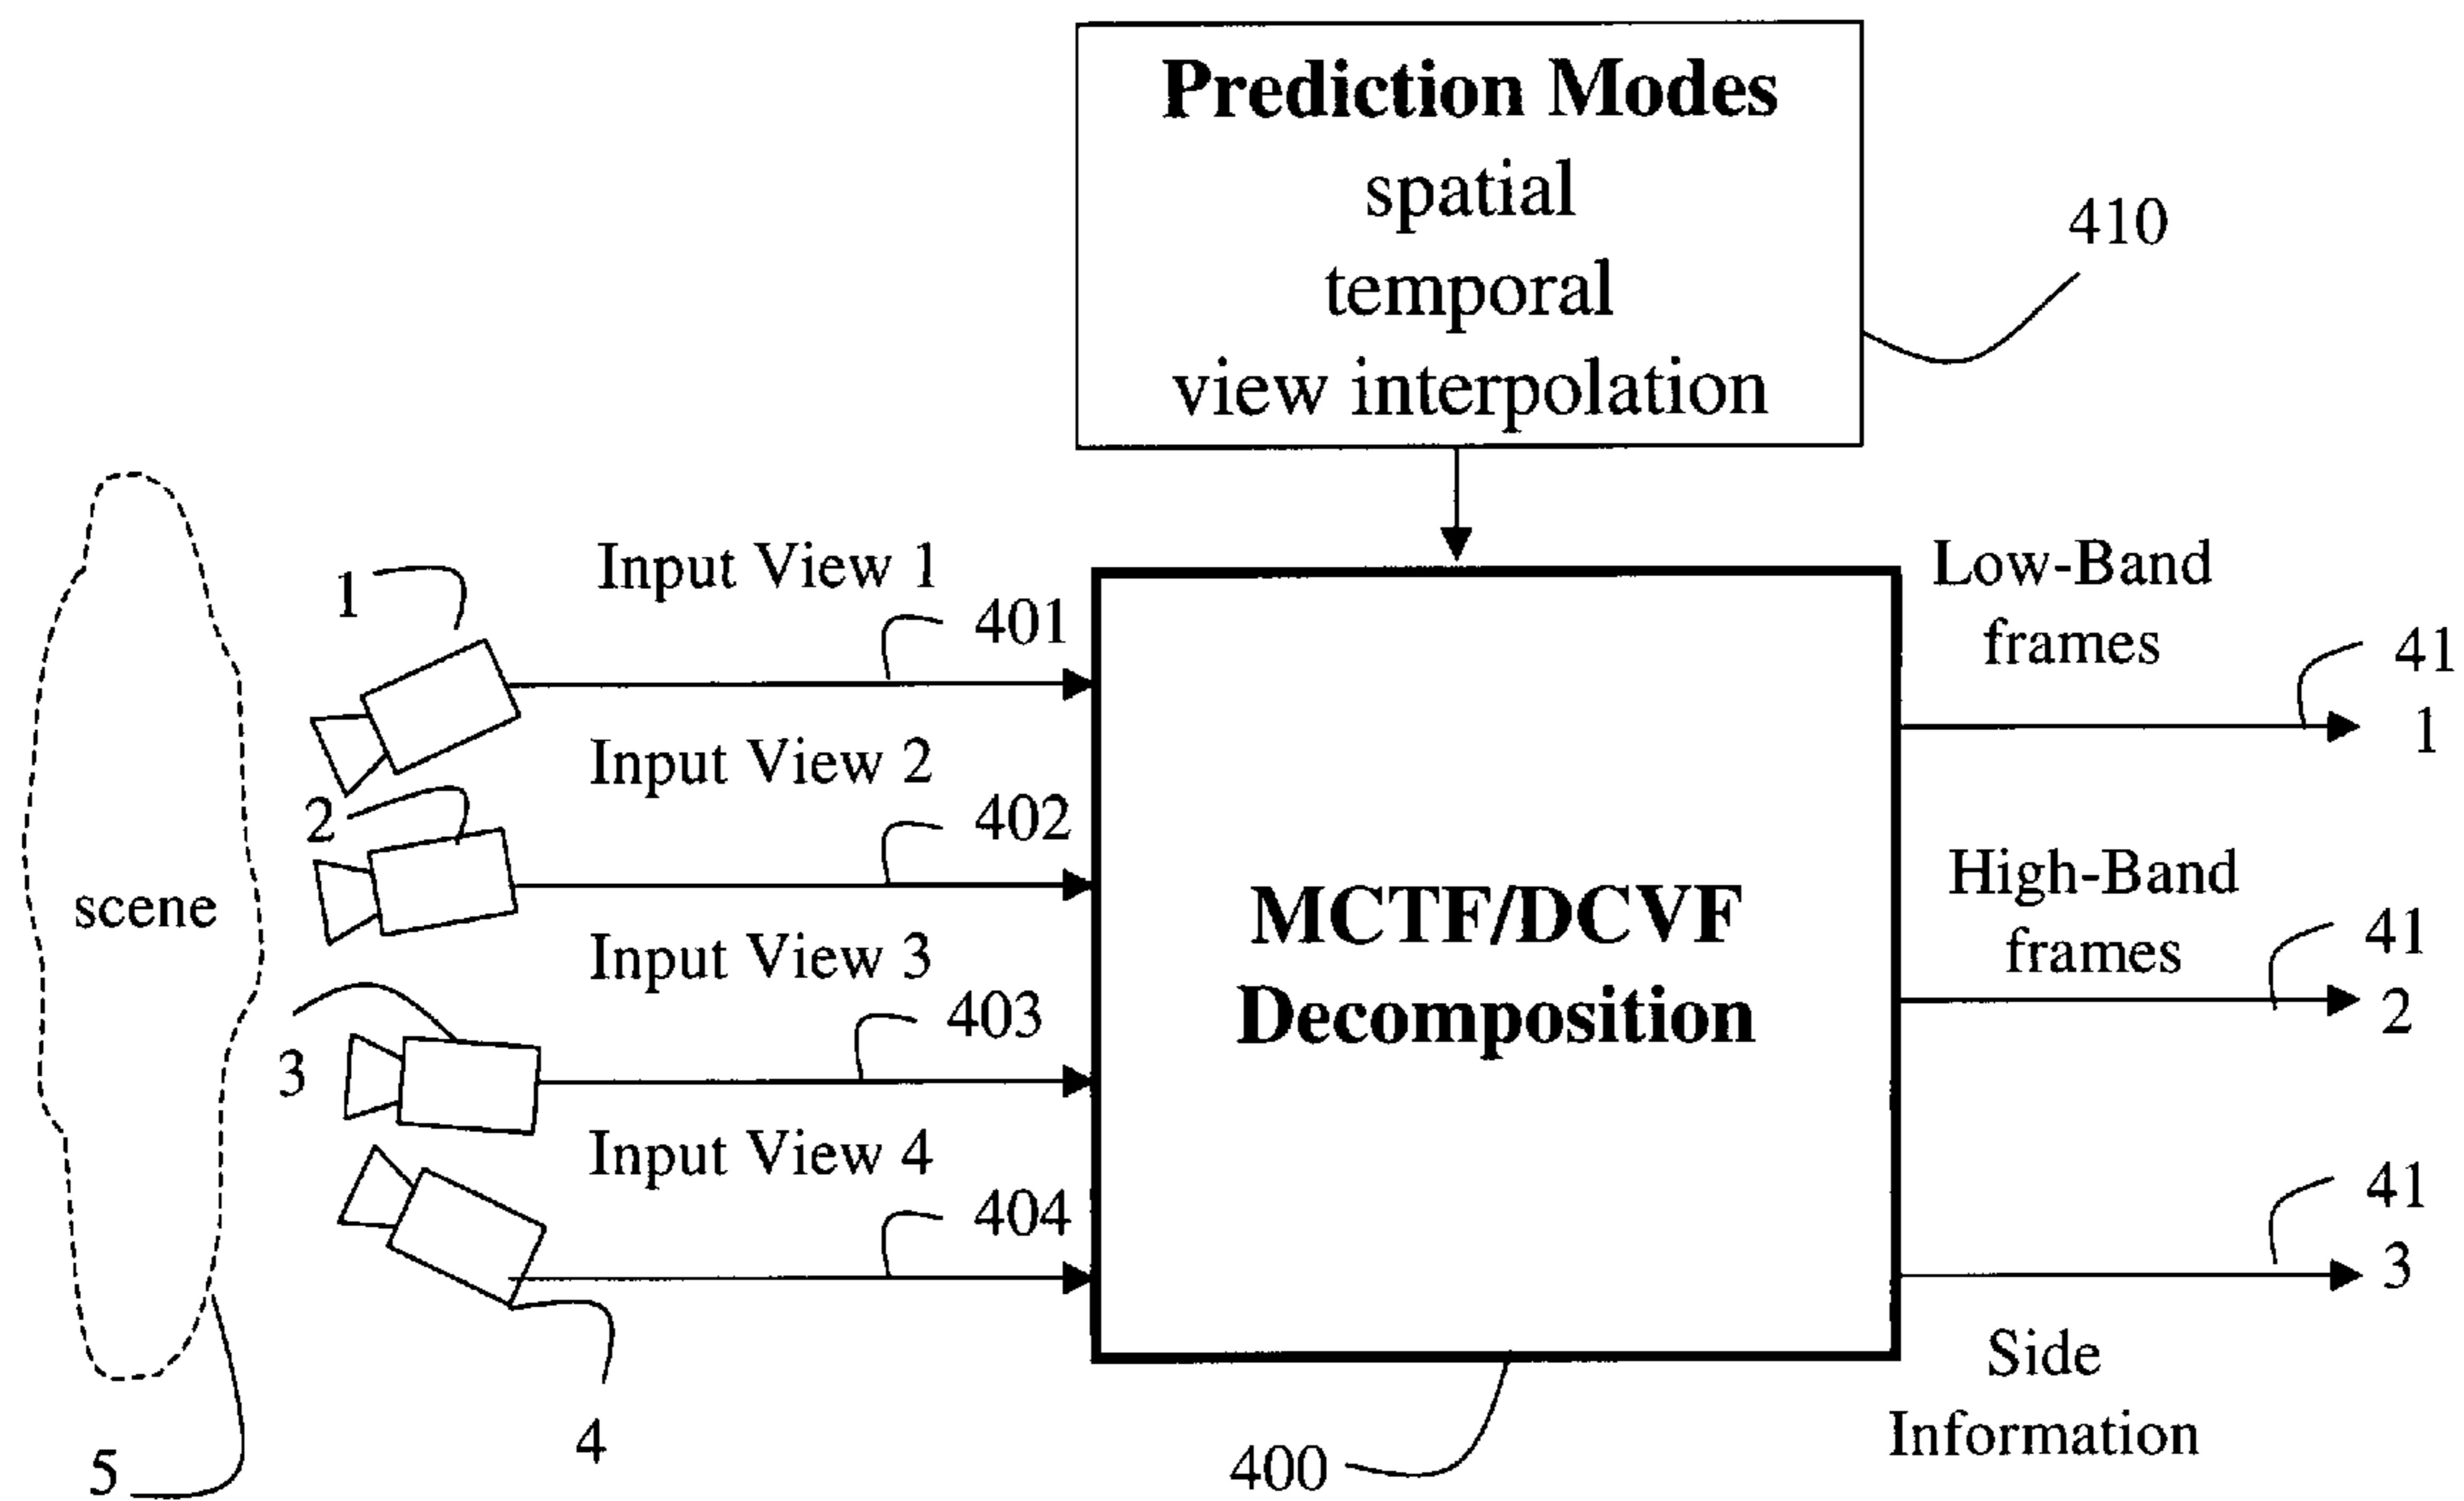 Prediction Modes
spatial
temporal
view interpolation
410
Input View 1
1
401
Input View 2
2
402
scene
Input View 3
3
403
Input View 4
404
4
5
MCTF/DCVF
Decomposition
400
Low-Band
frames
41
1
High-Band
frames
41
2
41
3
Side
Information